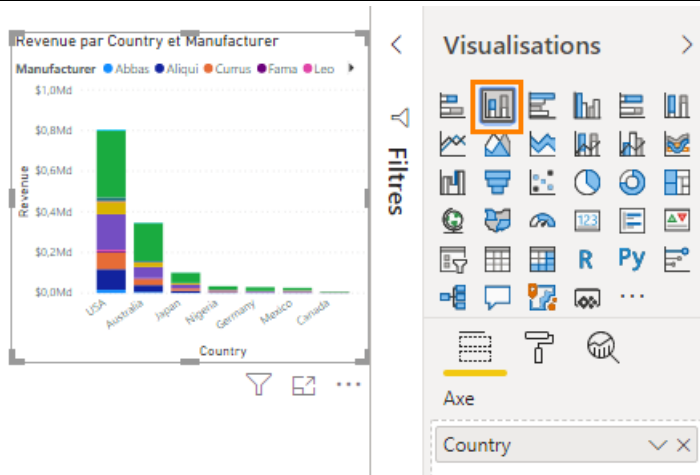 Revenue par Country et Manufacturer
Manufacturer Abbas Aliqui Currus Fama Leo
$1,0Md
$0,8Md
$0,6Md
$0,4Md
$0,2Md
$0,0Md
Revenue
USA
Australia
Japan
Nigeria
Germany
Mexico
Canada
Country
Filtres
Visualisations
123
R
Py
...
Axe
Country